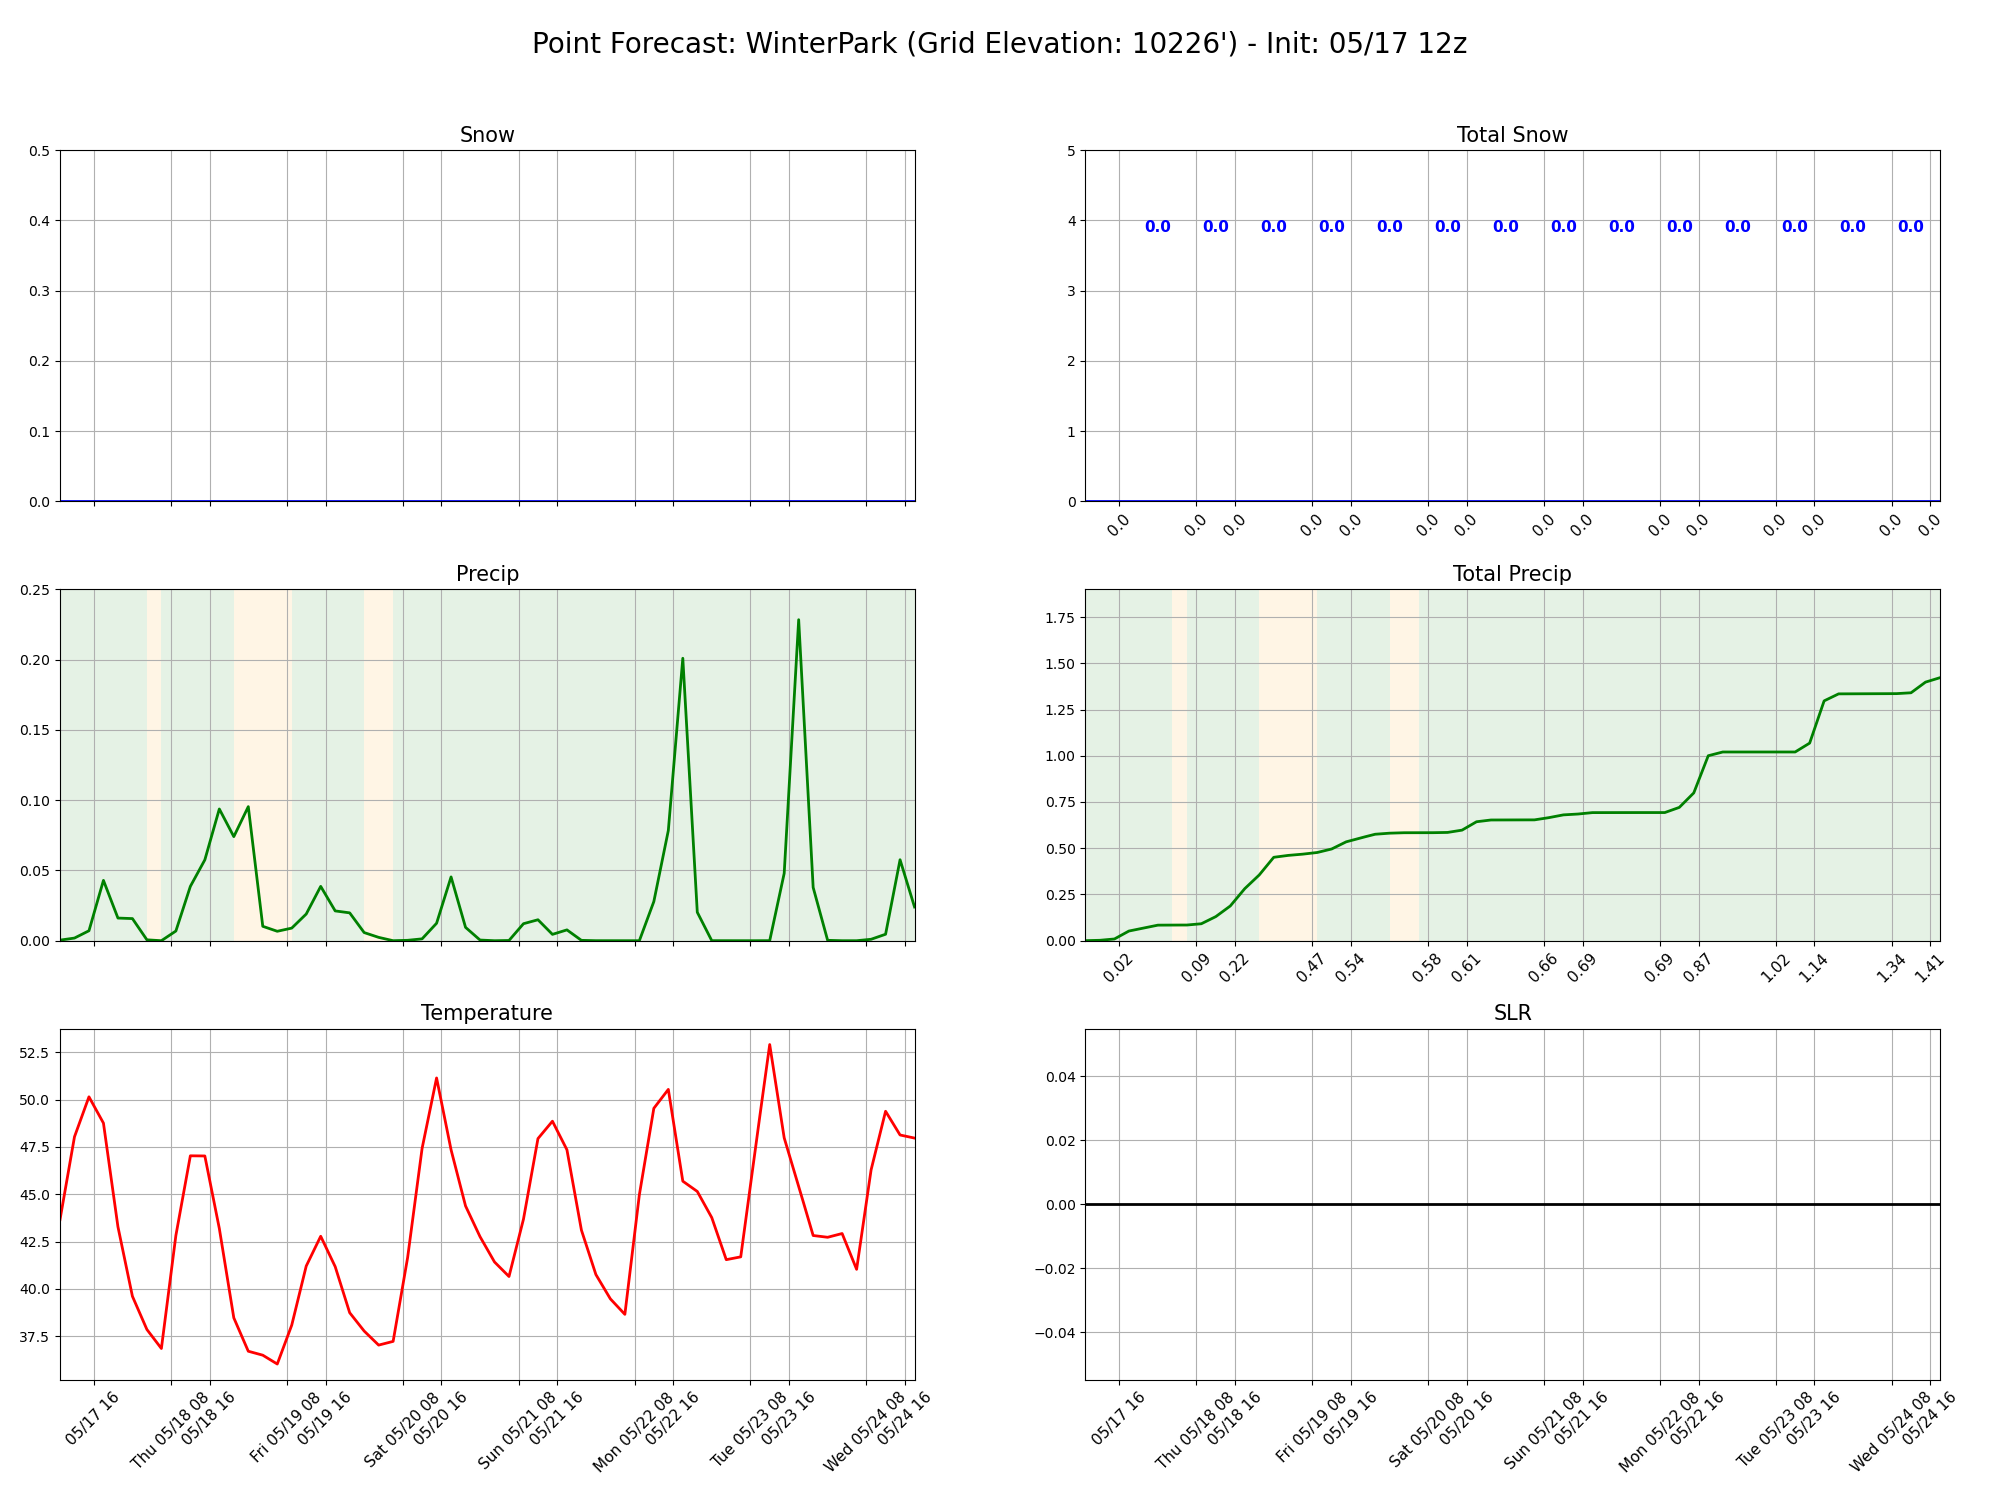 Point Forecast: WinterPark (Grid Elevation: 10226') - Init: 05/17 12z
Snow
0.5
0.4
0.3
0.2
0.1
0.0
Total Snow
5
4
3
2
1
0
0.0 0.0 0.0 0.0 0.0 0.0 0.0 0.0 0.0 0.0 0.0 0.0 0.0 0.0
0.0 0.0 0.0 0.0 0.0 0.0 0.0 0.0 0.0 0.0 0.0 0.0 0.0 0.0 0.0
Precip
0.25
0.20
0.15
0.10
0.05
0.00
Total Precip
1.75
1.50
1.25
1.00
0.75
0.50
0.25
0.00
0.02 0.09 0.22 0.47 0.54 0.58 0.61 0.66 0.69 0.69 0.87 1.02 1.14 1.34 1.41
Temperature
52.5
50.0
47.5
45.0
42.5
40.0
37.5
05/17 16
Thu 05/18 08
05/18 16
Fri 05/19 08
05/19 16
Sat 05/20 08
05/20 16
Sun 05/21 08
05/21 16
Mon 05/22 08
05/22 16
Tue 05/23 08
05/23 16
Wed 05/24 08
05/24 16
SLR
0.04
0.02
0.00
−0.02
−0.04
05/17 16
Thu 05/18 08
05/18 16
Fri 05/19 08
05/19 16
Sat 05/20 08
05/20 16
Sun 05/21 08
05/21 16
Mon 05/22 08
05/22 16
Tue 05/23 08
05/23 16
Wed 05/24 08
05/24 16